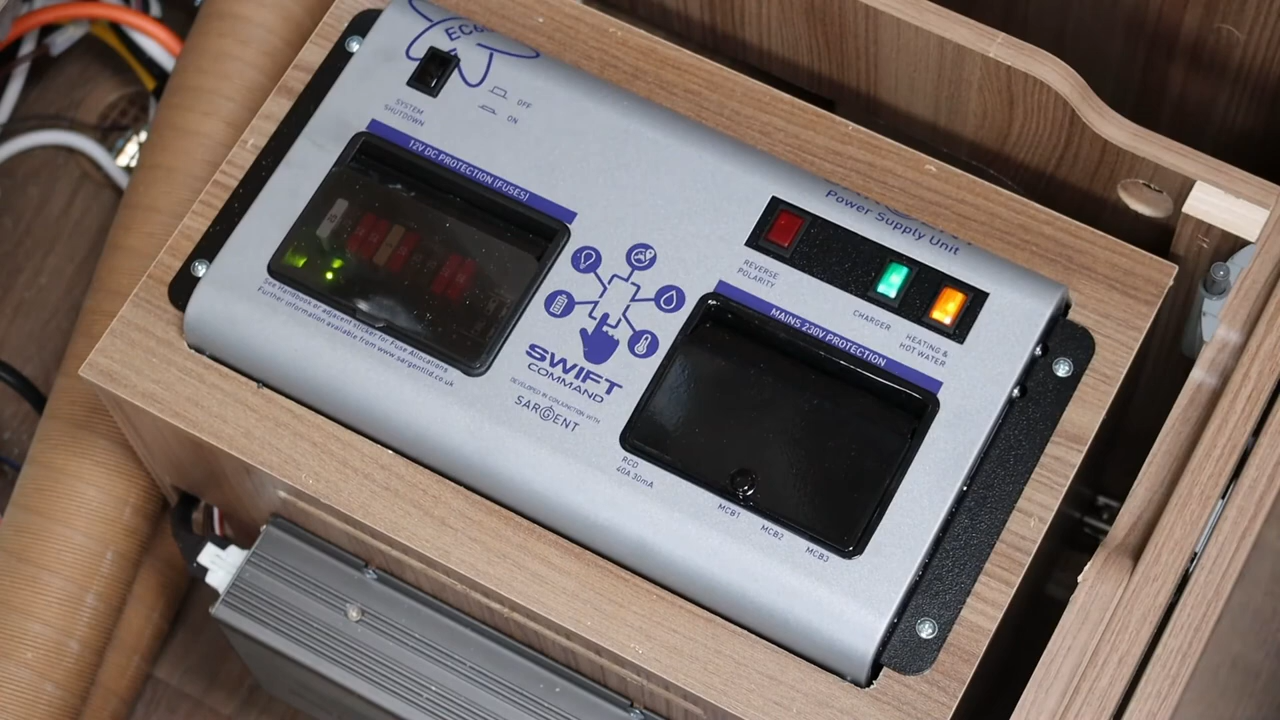 SYSTEM
SHUTDOWN
OFF
ON
12V DC PROTECTION (FUSES)
See Handbook or adjacent sticker for Fuse Allocations
Further information available from www.sargentltd.co.uk
SWIFT
COMMAND
DEVELOPED IN CONJUNCTION WITH
SARGENT
Power Supply Unit
REVERSE
POLARITY
CHARGER
HEATING &
HOT WATER
MAINS 230V PROTECTION
RCD
40A 30mA
MCB1
MCB2
MCB3